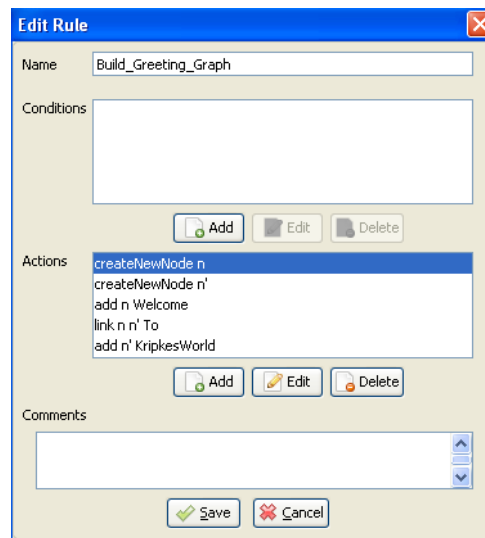 Edit Rule
Name Build_Greeting_Graph
Conditions
Add Edit Delete
Actions createNewNode n
createNewNode n'
add n Welcome
link n n' To
add n' KripkesWorld
Add Edit Delete
Comments
Save Cancel